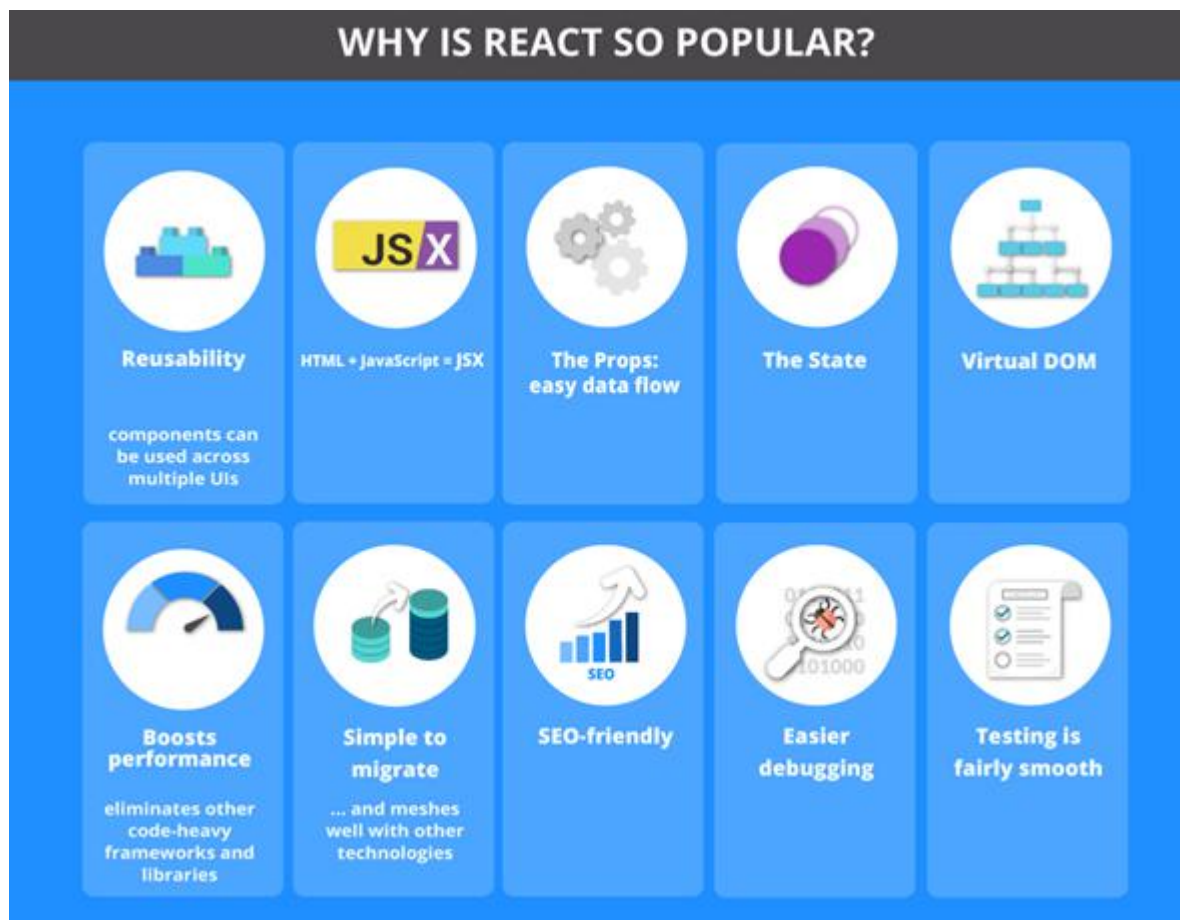 WHY IS REACT SO POPULAR?
JSX
Reusability
components can
be used across
multiple UIs
HTML + JavaScript = JSX
The Props:
easy data flow
The State
Virtual DOM
Boosts
performance
eliminates other
code-heavy
frameworks and
libraries
Simple to
migrate
... and meshes
well with other
technologies
SEO
SEO-friendly
101000
Easier
debugging
Testing is
fairly smooth